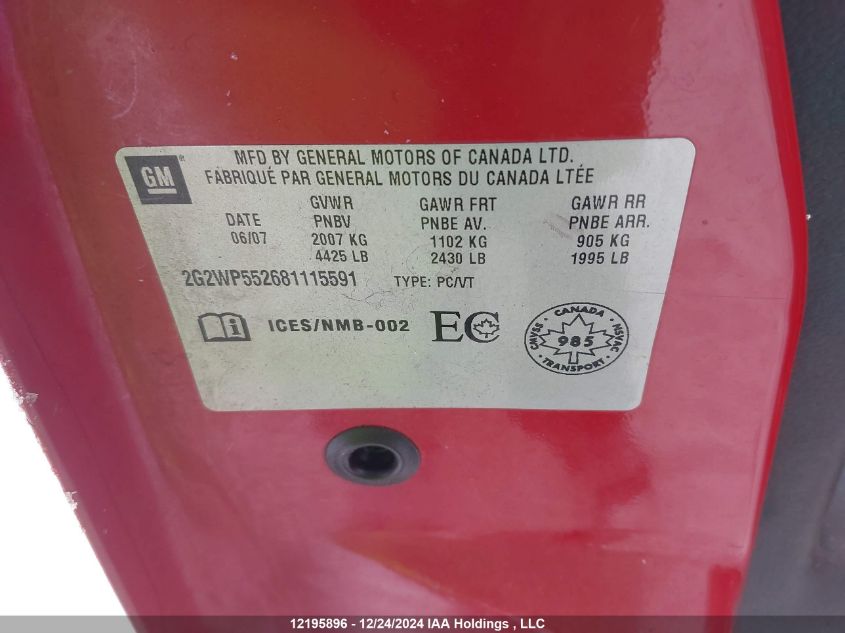 GM
MFD BY GENERAL MOTORS OF CANADA LTD.
FABRIQUÉ PAR GENERAL MOTORS DU CANADA LTÉE
GVWR GAWR FRT GAWR RR
DATE PNBV PNBE AV. PNBE ARR.
06/07 2007 KG 1102 KG 905 KG
4425 LB 2430 LB 1995 LB
2G2WP552681115591 TYPE: PC/VT
i ICES/NMB-002 EC
CANADA
CMVSS 985 NSVAC
TRANSPORT
12195896 - 12/24/2024 IAA Holdings , LLC